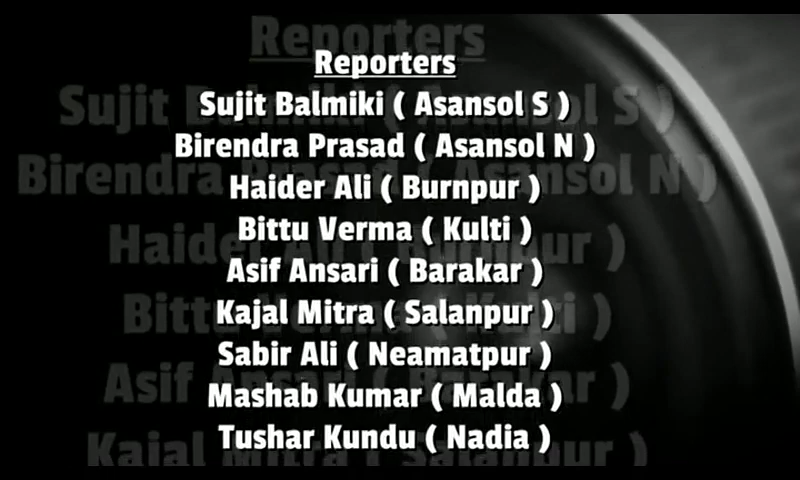 Reporters
Sujit Balmiki ( Asansol S )
Birendra Prasad ( Asansol N )
Haider Ali ( Burnpur )
Bittu Verma ( Kulti )
Asif Ansari ( Barakar )
Kajal Mitra ( Salanpur )
Sabir Ali ( Neamatpur )
Mashab Kumar ( Malda )
Tushar Kundu ( Nadia )